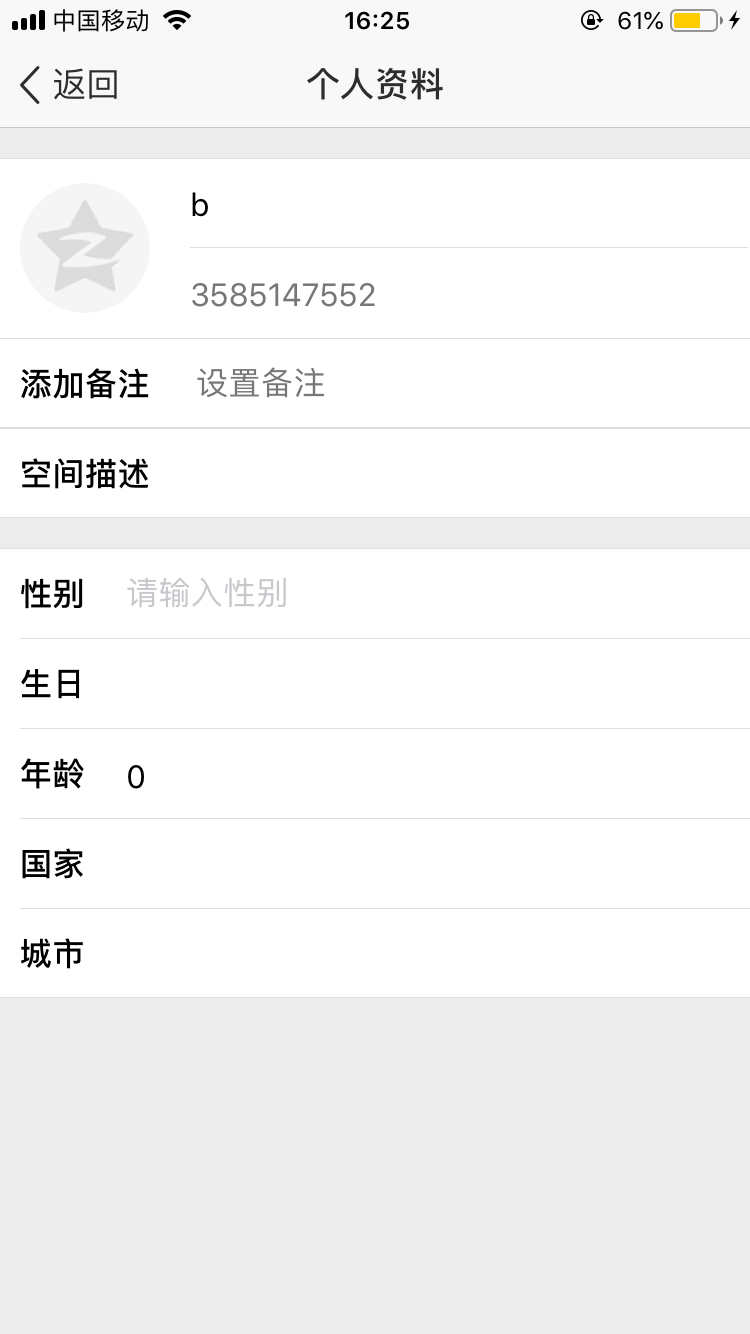 中国移动 16:25 61%
返回 个人资料
b
3585147552
添加备注 设置备注
空间描述
性别 请输入性别
生日
年龄 0
国家
城市